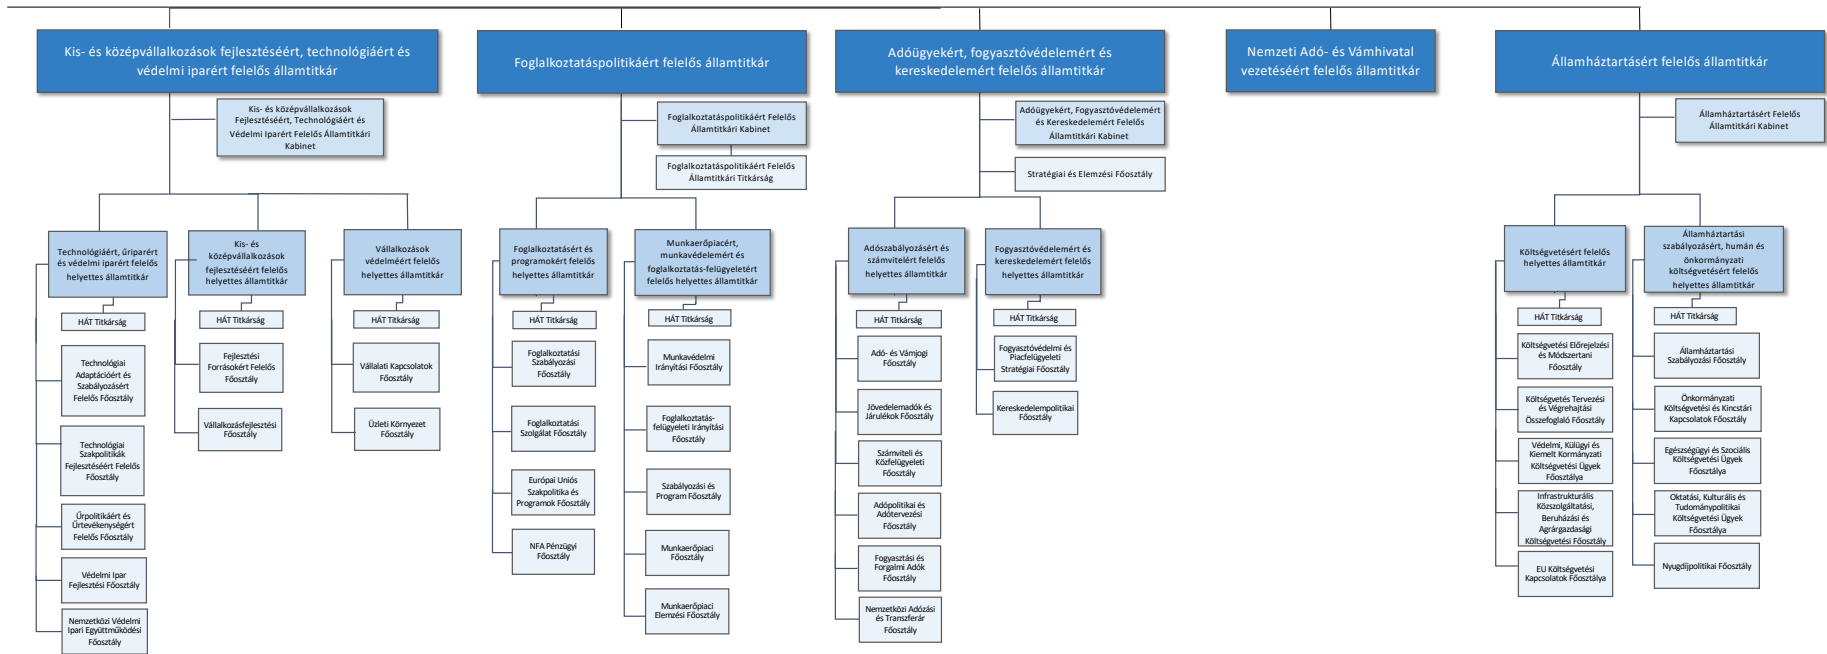 Kis- és középvállalkozások fejlesztéséért, technológiáért és
védelmi iparért felelős államtitkár
Foglalkoztatáspolitikáért felelős államtitkár
Adóügyekért, fogyasztóvédelemért és
kereskedelemért felelős államtitkár
Nemzeti Adó- és Vámhivatal
vezetéséért felelős államtitkár
Államháztartásért felelős államtitkár
Kis- és középvállalkozások
Fejlesztéséért, Technológiáért és
Védelmi Iparért Felelős Államtitkári
Kabinet
Foglalkoztatáspolitikáért Felelős
Államtitkári Kabinet
Foglalkoztatáspolitikáért Felelős
Államtitkári Titkárság
Adóügyekért, Fogyasztóvédelemért
és Kereskedelemért Felelős
Államtitkári Kabinet
Stratégiai és Elemzési Főosztály
Államháztartásért Felelős
Államtitkári Kabinet
Technológiáért, űriparért
és védelmi iparért felelős
helyettes államtitkár
HÁT Titkárság
Technológiai
Adaptációért és
Szabályozásért
Felelős Főosztály
Technológiai
Szakpolitikák
Fejlesztéséért Felelős
Főosztály
Űrpolitikáért és
Űrtevékenységért
Felelős Főosztály
Védelmi Ipar
Fejlesztési Főosztály
Nemzetközi Védelmi
Ipari Együttműködési
Főosztály
Kis- és
középvállalkozások
fejlesztéséért felelős
helyettes államtitkár
HÁT Titkárság
Fejlesztési
Forrásokért Felelős
Főosztály
Vállalkozásfejlesztési
Főosztály
Vállalkozások
védelméért felelős
helyettes államtitkár
HÁT Titkárság
Vállalati Kapcsolatok
Főosztály
Üzleti Környezet
Főosztály
Foglalkoztatásért és
programokért felelős
helyettes államtitkár
HÁT Titkárság
Foglalkoztatási
Szabályozási
Főosztály
Foglalkoztatási
Szolgálat Főosztály
Európai Uniós
Szakpolitika és
Programok Főosztály
NFA Pénzügyi
Főosztály
Munkaerőpiacért,
munkavédelemért és
foglalkoztatás-felügyeletért
felelős helyettes államtitkár
HÁT Titkárság
Munkavédelmi
Irányítási Főosztály
Foglalkoztatás-
felügyeleti Irányítási
Főosztály
Szabályozási és
Program Főosztály
Munkaerőpiaci
Főosztály
Munkaerőpiaci
Elemzési Főosztály
Adószabályozásért és
számvitelért felelős
helyettes államtitkár
HÁT Titkárság
Adó- és Vámjogi
Főosztály
Jövedelemadók és
Járulékok Főosztály
Számviteli és
Közfelügyeleti
Főosztály
Adópolitikai és
Adótervezési
Főosztály
Fogyasztási és
Forgalmi Adók
Főosztály
Nemzetközi Adózási
és Transzferár
Főosztály
Fogyasztóvédelemért és
kereskedelemért felelős
helyettes államtitkár
HÁT Titkárság
Fogyasztóvédelmi és
Piacfelügyeleti
Stratégiai Főosztály
Kereskedelempolitikai
Főosztály
Költségvetésért felelős
helyettes államtitkár
HÁT Titkárság
Költségvetési Előrejelzési
és Módszertani
Főosztály
Költségvetés Tervezési
és Végrehajtási
Összefoglaló Főosztály
Védelmi, Külügyi és
Kiemelt Kormányzati
Költségvetési Ügyek
Főosztálya
Infrastrukturális
Közszolgáltatási,
Beruházási és
Agrárgazdasági
Költségvetési Főosztály
EU Költségvetési
Kapcsolatok Főosztálya
Államháztartási
szabályozásért, humán és
önkormányzati
költségvetésért felelős
helyettes államtitkár
HÁT Titkárság
Államháztartási
Szabályozási Főosztály
Önkormányzati
Költségvetési és Kincstári
Kapcsolatok Főosztály
Egészségügyi és Szociális
Költségvetési Ügyek
Főosztálya
Oktatási, Kulturális és
Tudománypolitikai
Költségvetési Ügyek
Főosztálya
Nyugdíjpolitikai Főosztály